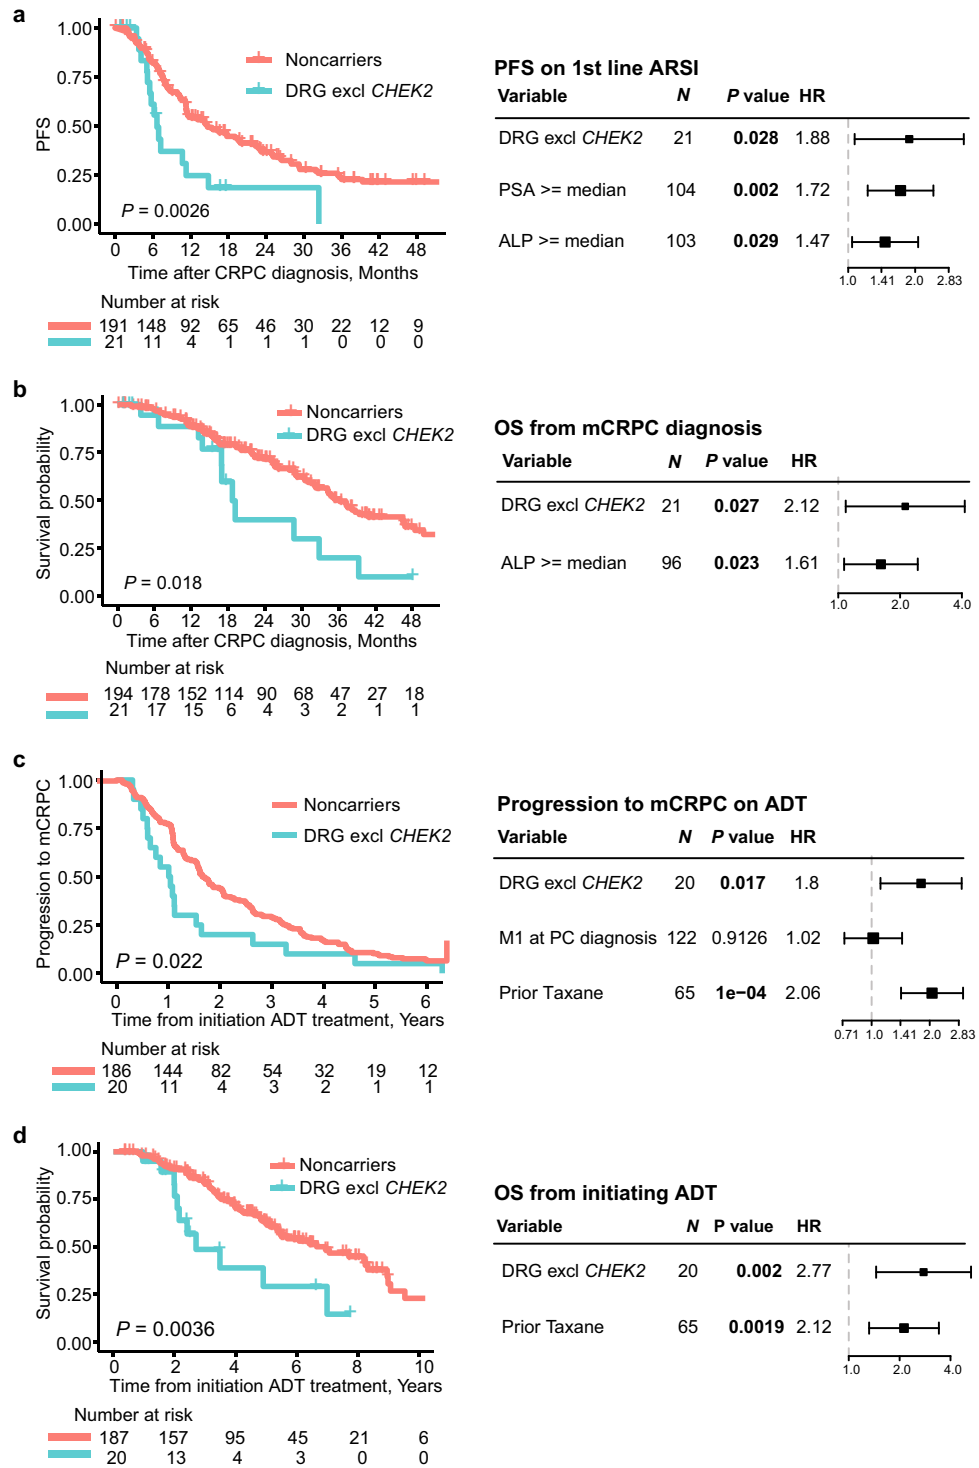 a
1.00
0.75
0.50
0.25
0.00
PFS
Noncarriers
DRG excl CHEK2
P = 0.0026
0 6 12 18 24 30 36 42 48
Time after CRPC diagnosis, Months
Number at risk
191 148 92 65 46 30 22 12 9
21 11 4 1 1 1 0 0 0
PFS on 1st line ARSI
Variable N P value HR
DRG excl CHEK2 21 0.028 1.88
PSA >= median 104 0.002 1.72
ALP >= median 103 0.029 1.47
1.0 1.41 2.0 2.83
b
1.00
0.75
0.50
0.25
0.00
Survival probability
Noncarriers
DRG excl CHEK2
P = 0.018
0 6 12 18 24 30 36 42 48
Time after CRPC diagnosis, Months
Number at risk
194 178 152 114 90 68 47 27 18
21 17 15 6 4 3 2 1 1
OS from mCRPC diagnosis
Variable N P value HR
DRG excl CHEK2 21 0.027 2.12
ALP >= median 96 0.023 1.61
1.0 2.0 4.0
c
1.00
0.75
0.50
0.25
0.00
Progression to mCRPC
Noncarriers
DRG excl CHEK2
P = 0.022
0 1 2 3 4 5 6
Time from initiation ADT treatment, Years
Number at risk
186 144 82 54 32 19 12
20 11 4 3 2 1 1
Progression to mCRPC on ADT
Variable N P value HR
DRG excl CHEK2 20 0.017 1.8
M1 at PC diagnosis 122 0.9126 1.02
Prior Taxane 65 1e−04 2.06
0.71 1.0 1.41 2.0 2.83
d
1.00
0.75
0.50
0.25
0.00
Survival probability
Noncarriers
DRG excl CHEK2
P = 0.0036
0 2 4 6 8 10
Time from initiation ADT treatment, Years
Number at risk
187 157 95 45 21 6
20 13 4 3 0 0
OS from initiating ADT
Variable N P value HR
DRG excl CHEK2 20 0.002 2.77
Prior Taxane 65 0.0019 2.12
1.0 2.0 4.0